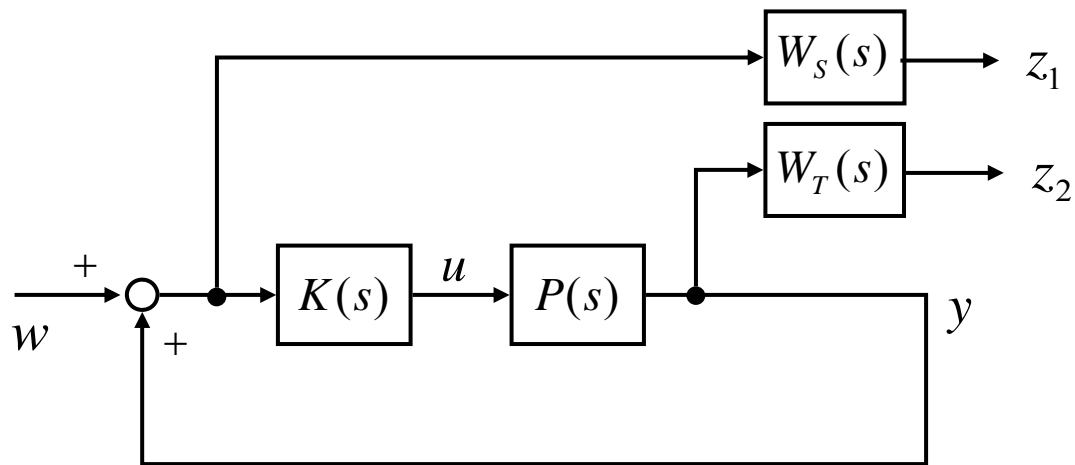 W_S(s)
z_1
W_T(s)
z_2
+
w
+
K(s)
u
P(s)
y